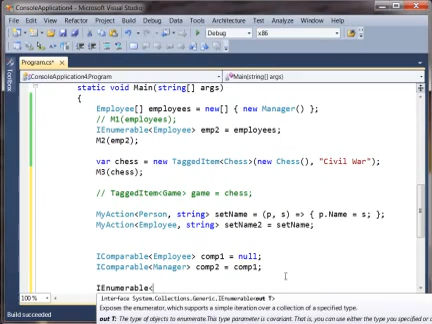 ConsoleApplication4 - Microsoft Visual Studio
File Edit View Refactor Project Build Debug Data Tools Architecture Test Analyze Window Help
Debug x86
Program.cs*
Toolbox
ConsoleApplication4.Program Main(string[] args)
static void Main(string[] args)
{
Employee[] employees = new[] { new Manager() };
// M1(employees);
IEnumerable<Employee> emp2 = employees;
M2(emp2);
var chess = new TaggedItem<Chess>(new Chess(), "Civil War");
M3(chess);
// TaggedItem<Game> game = chess;
MyAction<Person, string> setName = (p, s) => { p.Name = s; };
MyAction<Employee, string> setName2 = setName;
IComparable<Employee> comp1 = null;
IComparable<Manager> comp2 = comp1;
IEnumerable<
100 %
interface System.Collections.Generic.IEnumerable<out T>
Exposes the enumerator, which supports a simple iteration over a collection of a specified type.
out T: The type of objects to enumerate.This type parameter is covariant. That is, you can use either the type you specified or
Build succeeded